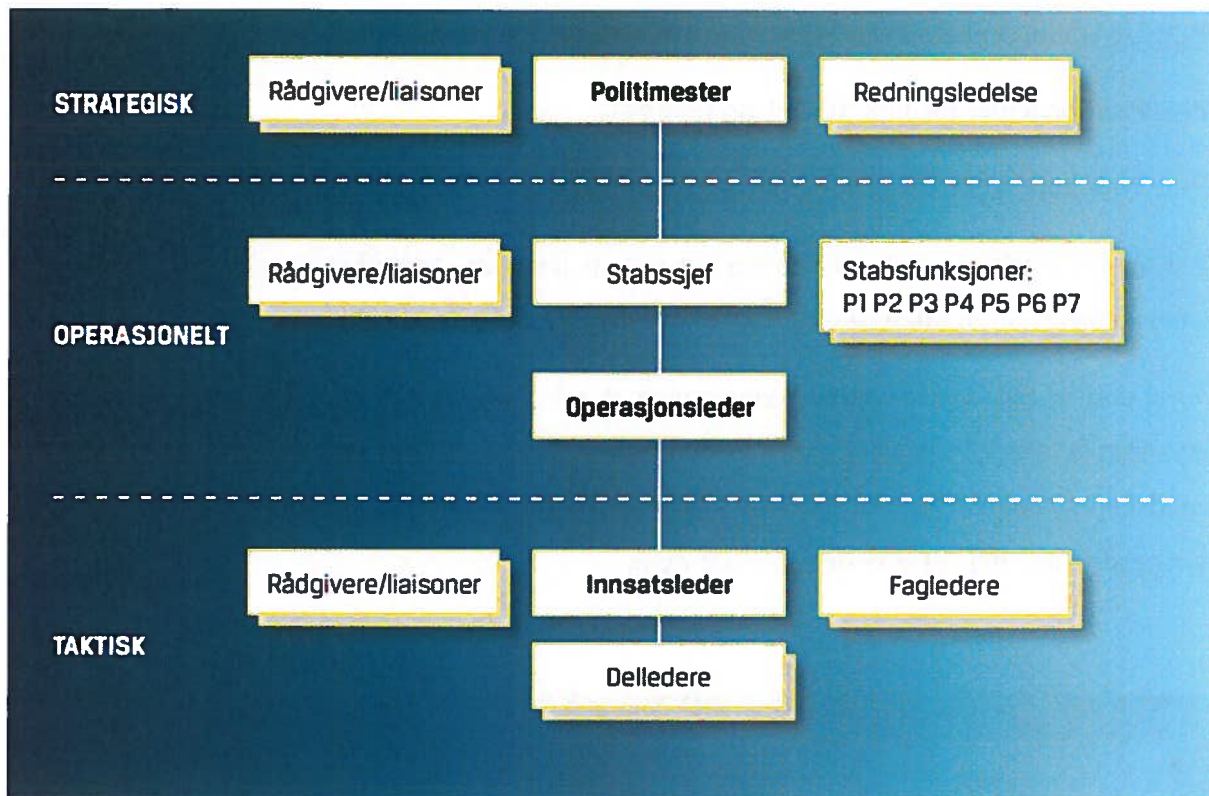 STRATEGISK
Rådgivere/liaisoner
Politimester
Redningsledelse
OPERASJONELT
Rådgivere/liaisoner
Stabssjef
Stabsfunksjoner:
P1 P2 P3 P4 P5 P6 P7
Operasjonsleder
TAKTISK
Rådgivere/liaisoner
Innsatsleder
Fagledere
Delledere